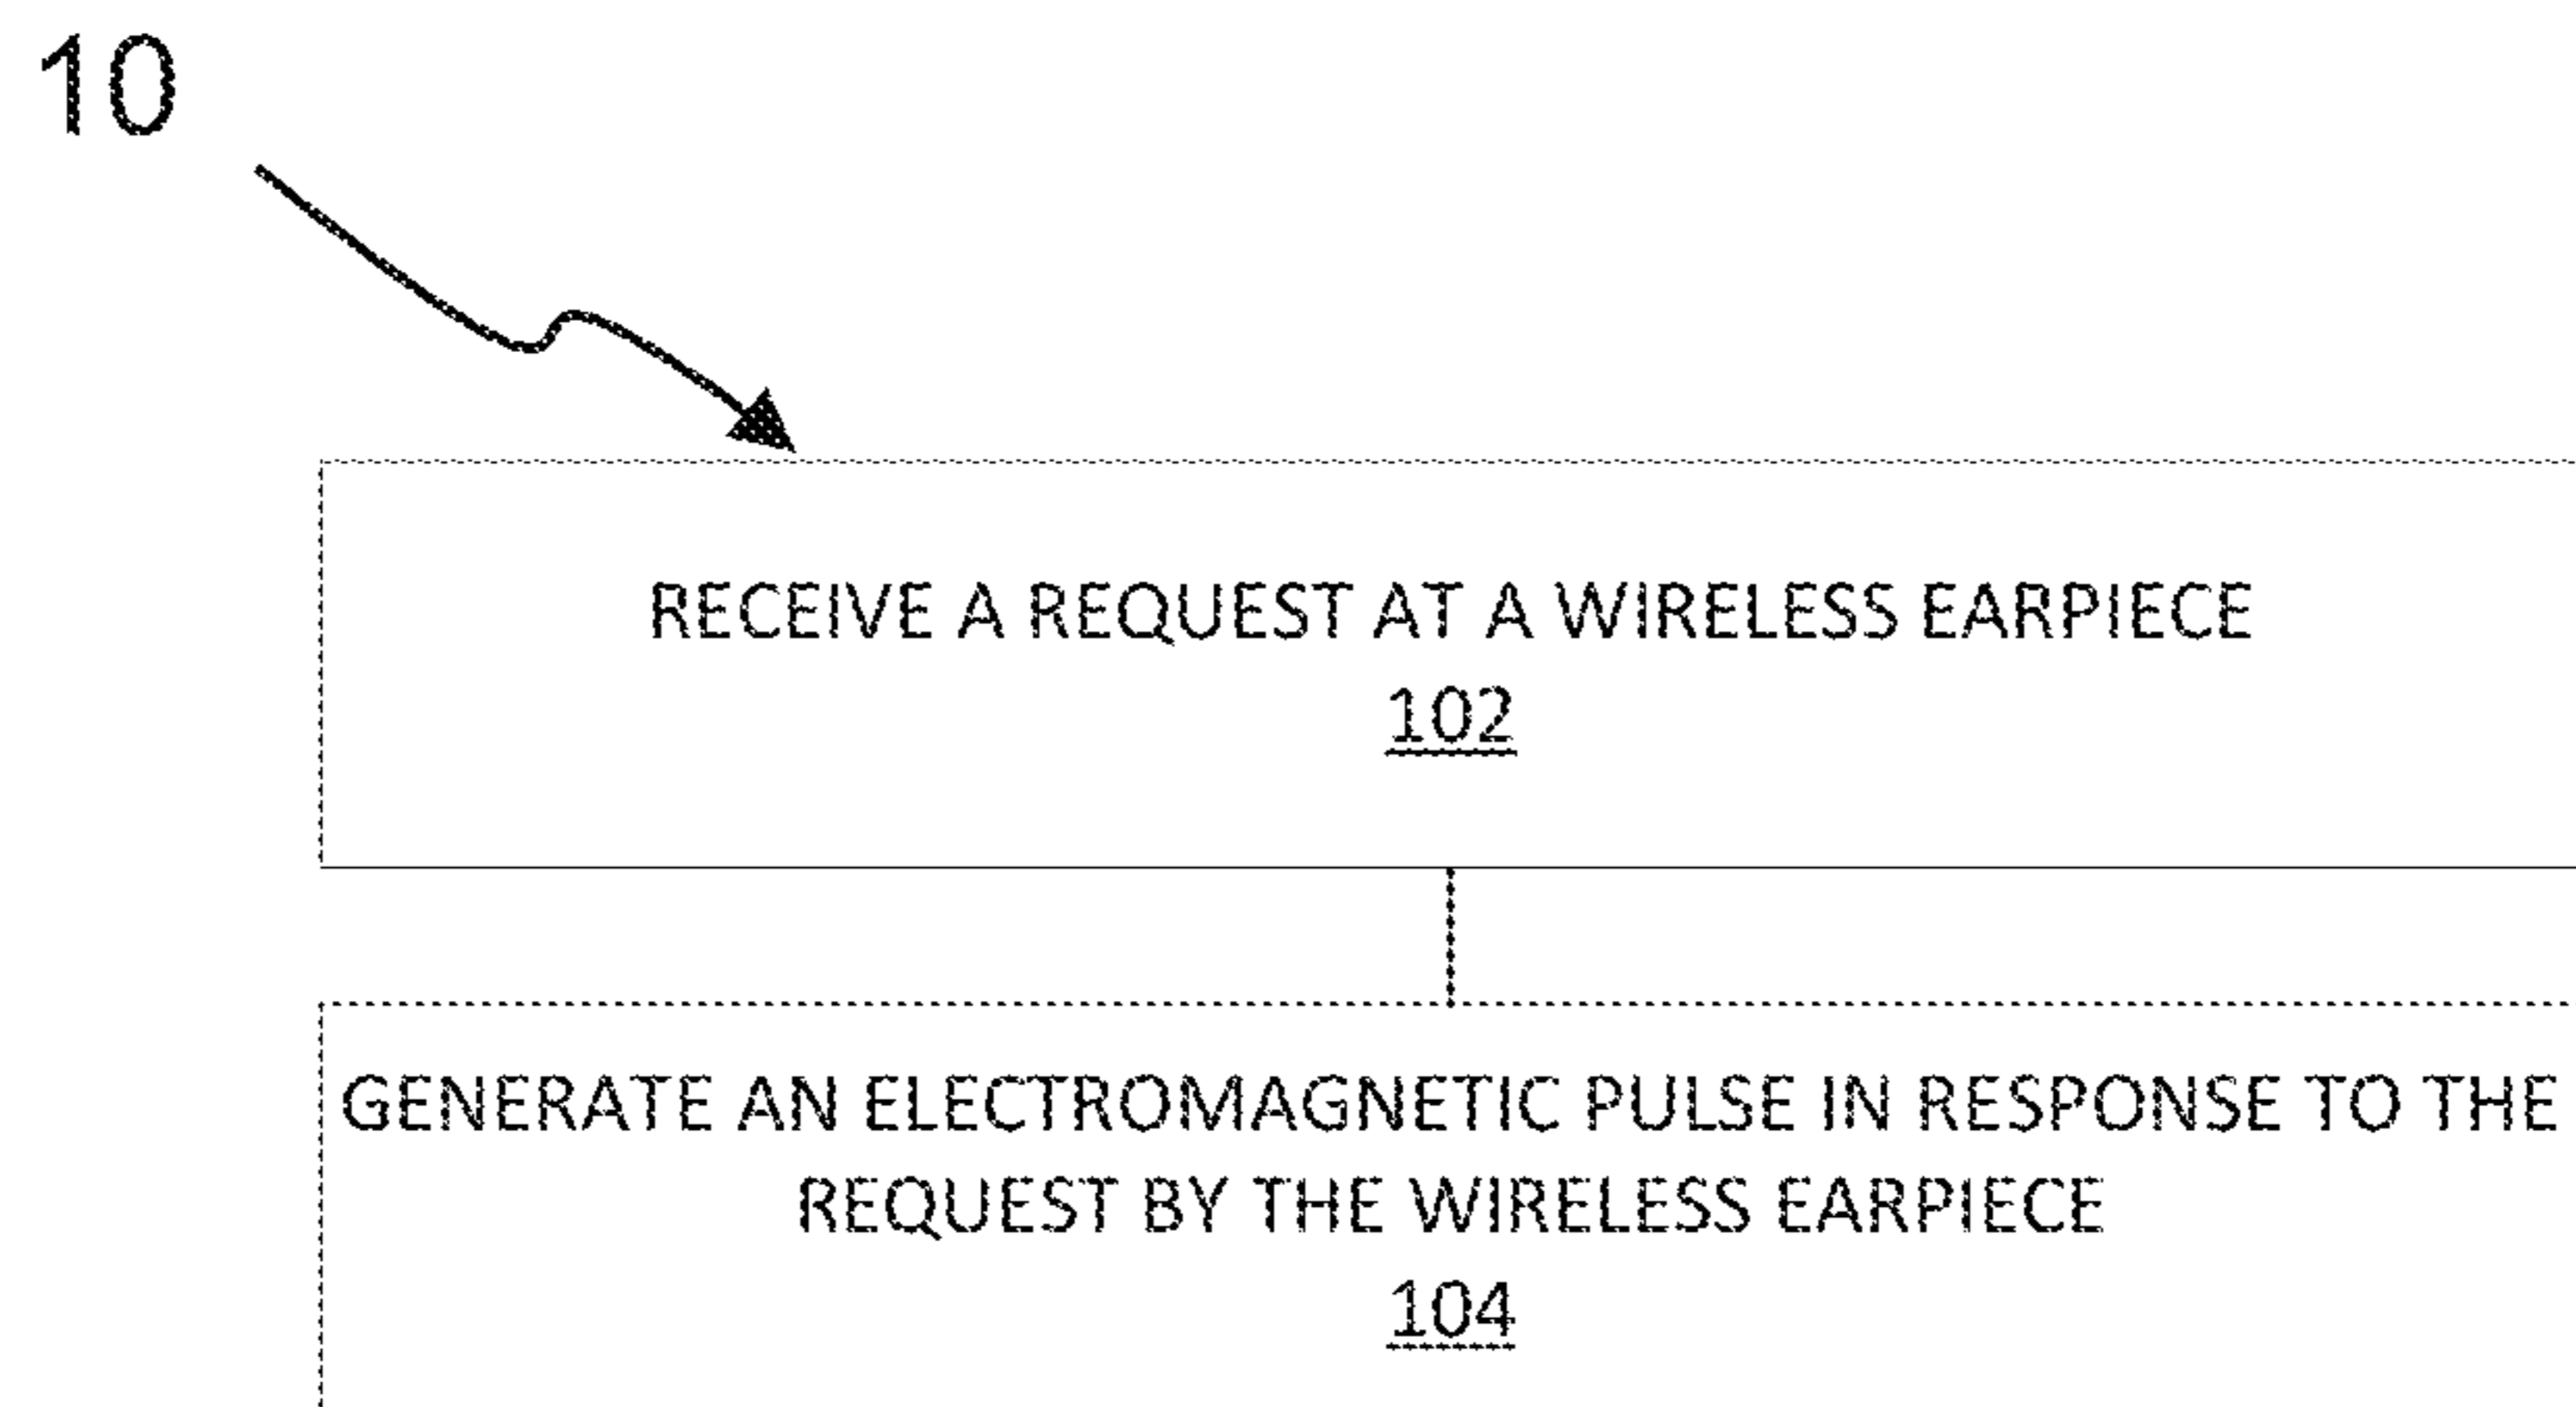 10
RECEIVE A REQUEST AT A WIRELESS EARPIECE
102
GENERATE AN ELECTROMAGNETIC PULSE IN RESPONSE TO THE
REQUEST BY THE WIRELESS EARPIECE
104